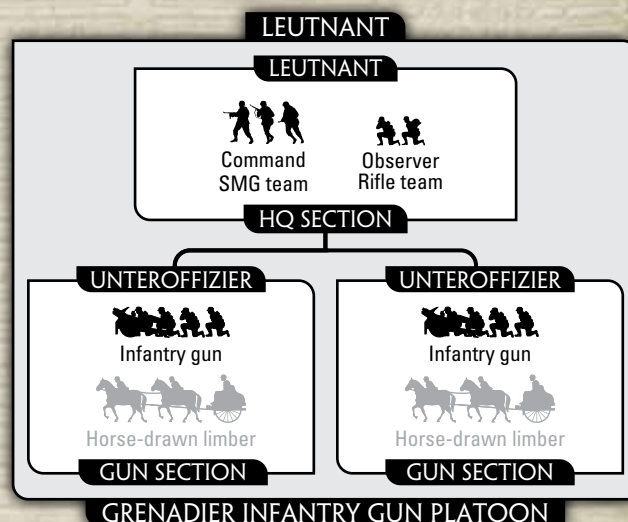 LEUTNANT
LEUTNANT
Command
SMG team
Observer
Rifle team
HQ SECTION
UNTEROFFIZIER
UNTEROFFIZIER
Infantry gun
Infantry gun
Horse-drawn limber
Horse-drawn limber
GUN SECTION
GUN SECTION
GRENADIER INFANTRY GUN PLATOON